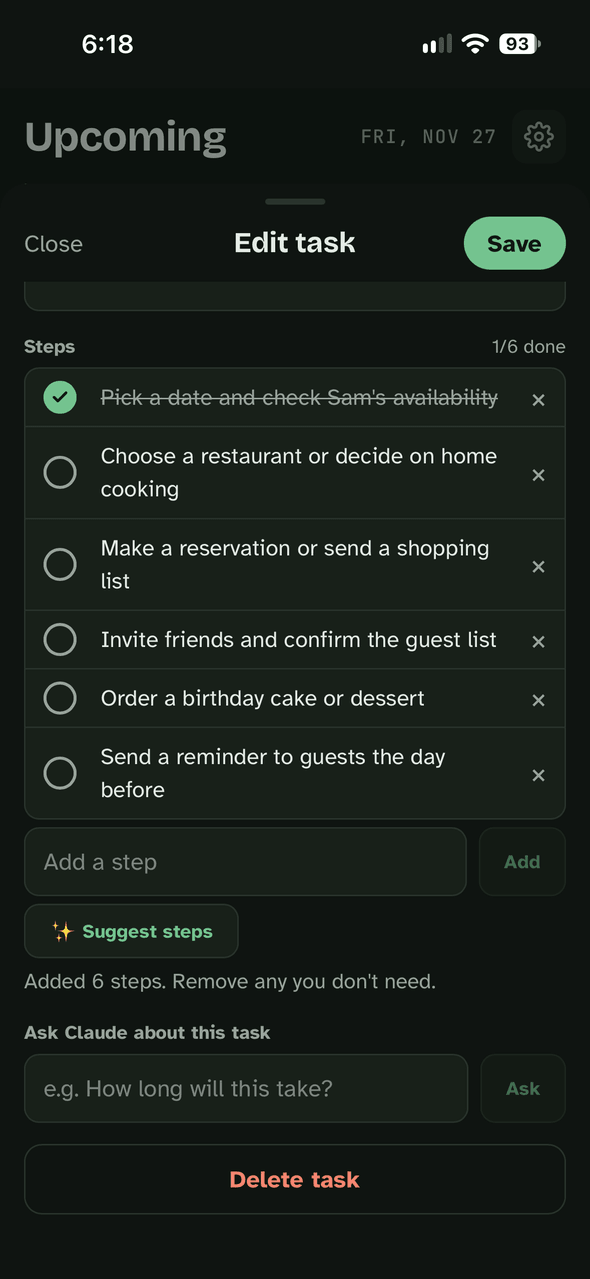 6:18
93
Upcoming
FRI, NOV 27
Close
Edit task
Save
Steps
1/6 done
Pick a date and check Sam's availability
×
Choose a restaurant or decide on home
cooking
×
Make a reservation or send a shopping
list
×
Invite friends and confirm the guest list
×
Order a birthday cake or dessert
×
Send a reminder to guests the day
before
×
Add a step
Add
✨ Suggest steps
Added 6 steps. Remove any you don't need.
Ask Claude about this task
e.g. How long will this take?
Ask
Delete task